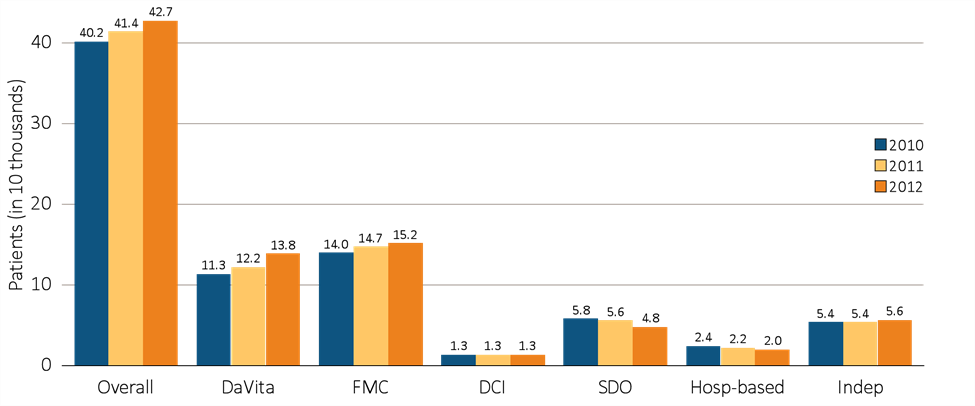 Patients (in 10 thousands)
40
30
20
10
0
40.2 41.4 42.7
11.3 12.2 13.8
14.0 14.7 15.2
1.3 1.3 1.3
5.8 5.6 4.8
2.4 2.2 2.0
5.4 5.4 5.6
2010
2011
2012
Overall DaVita FMC DCI SDO Hosp-based Indep